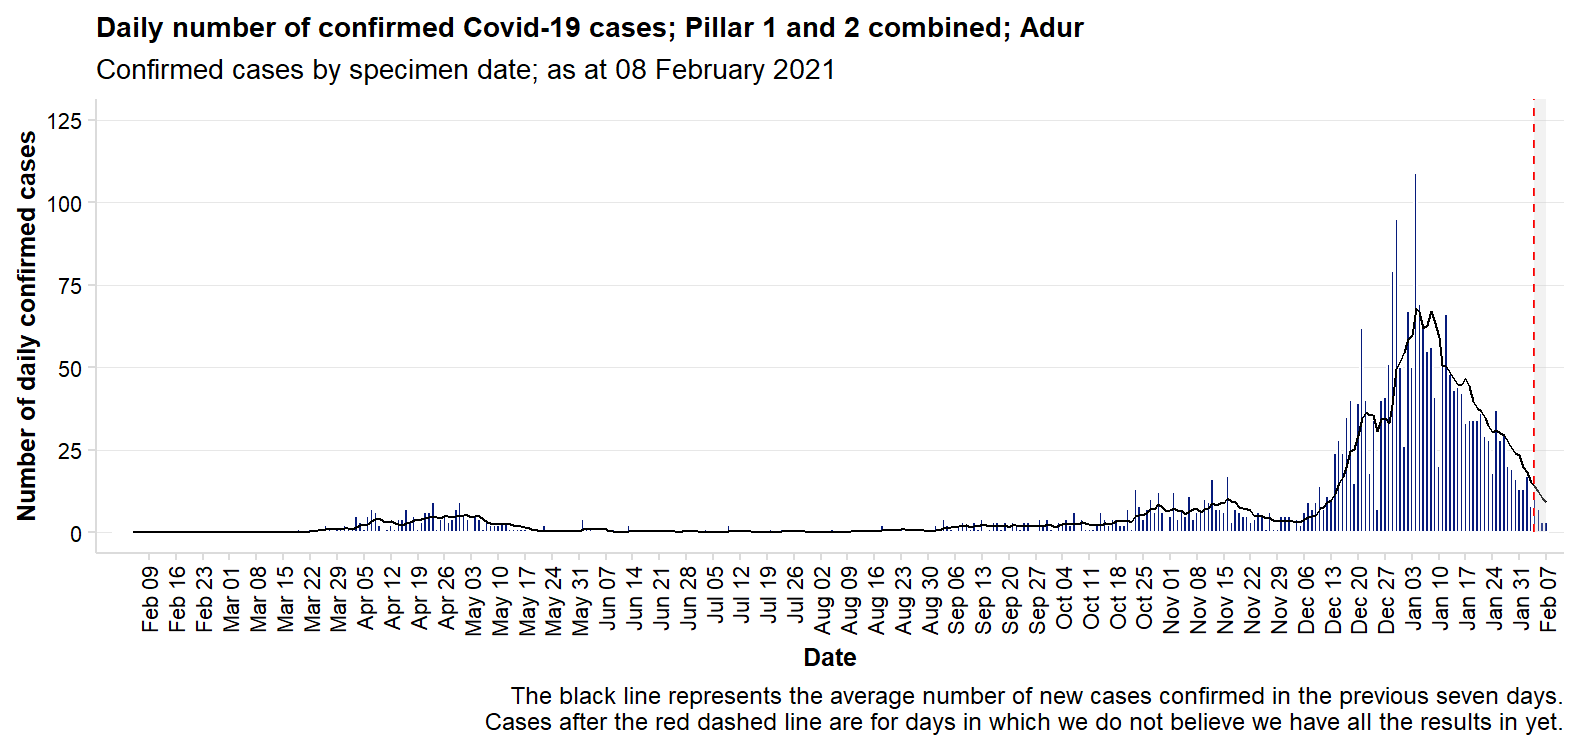 Daily number of confirmed Covid-19 cases; Pillar 1 and 2 combined; Adur
Confirmed cases by specimen date; as at 08 February 2021
Number of daily confirmed cases
125
100
75
50
25
0
Feb 09
Feb 16
Feb 23
Mar 01
Mar 08
Mar 15
Mar 22
Mar 29
Apr 05
Apr 12
Apr 19
Apr 26
May 03
May 10
May 17
May 24
May 31
Jun 07
Jun 14
Jun 21
Jun 28
Jul 05
Jul 12
Jul 19
Jul 26
Aug 02
Aug 09
Aug 16
Aug 23
Aug 30
Sep 06
Sep 13
Sep 20
Sep 27
Oct 04
Oct 11
Oct 18
Oct 25
Nov 01
Nov 08
Nov 15
Nov 22
Nov 29
Dec 06
Dec 13
Dec 20
Dec 27
Jan 03
Jan 10
Jan 17
Jan 24
Jan 31
Feb 07
Date
The black line represents the average number of new cases confirmed in the previous seven days.
Cases after the red dashed line are for days in which we do not believe we have all the results in yet.